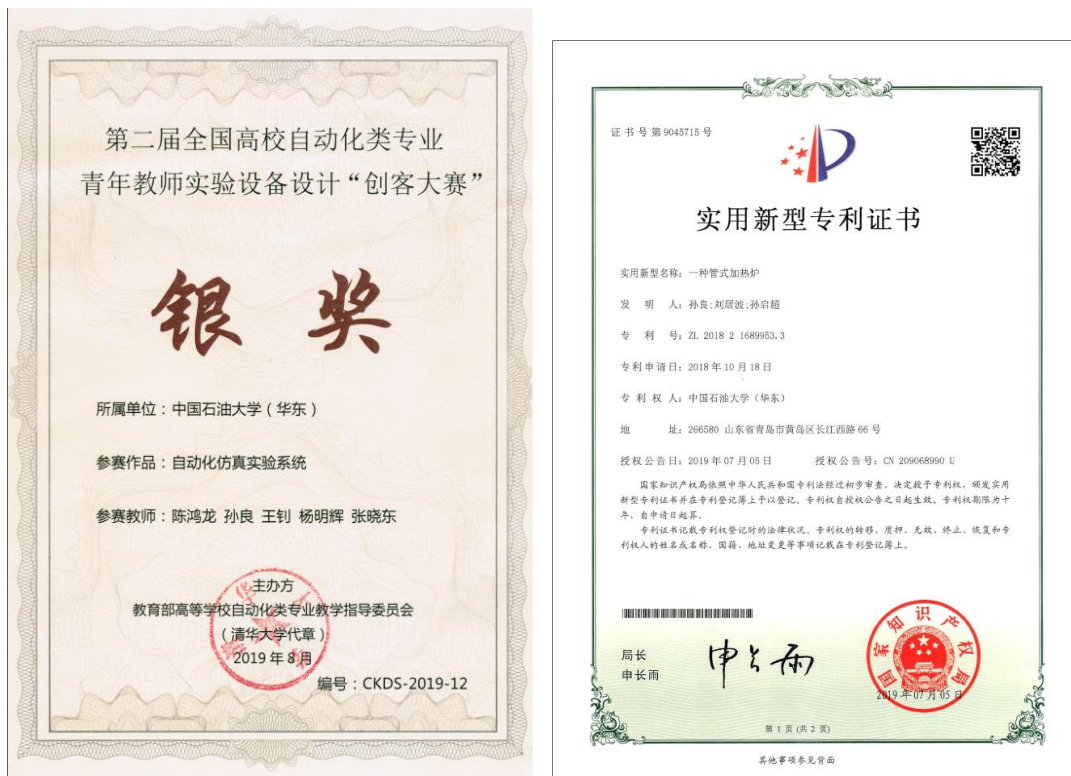 第二届全国高校自动化类专业
青年教师实验设备设计“创客大赛”
银 奖
所属单位：中国石油大学（华东）
参赛作品：自动化仿真实验系统
参赛教师：陈鸿龙 孙良 王钊 杨明辉 张晓东
主办方
教育部高等学校自动化类专业教学指导委员会
（清华大学代章）
2019 年 8 月
编号：CKDS-2019-12
证书号第9045715号
实用新型专利证书
实用新型名称：一种管式加热炉
发 明 人：孙良;刘居波;孙启超
专 利 号：ZL 2018 2 1689953.3
专利申请日：2018年10月18日
专 利 权 人：中国石油大学（华东）
地 址：266580 山东省青岛市黄岛区长江西路66号
授权公告日：2019年07月05日 授权公告号：CN 209068990 U
国家知识产权局依照中华人民共和国专利法经过初步审查，决定授予专利权，颁发实用
新型专利证书并在专利登记簿上予以登记。专利权自授权公告之日起生效。专利权期限为十
年，自申请日起算。
专利证书记载专利权登记时的法律状况。专利权的转移、质押、无效、终止、恢复和专
利权人的姓名或名称、国籍、地址变更等事项记载在专利登记簿上。
局长
申长雨
申长雨
国家知识产权局
2019年07月05日
第 1 页 (共 2 页)
其他事项参见背面